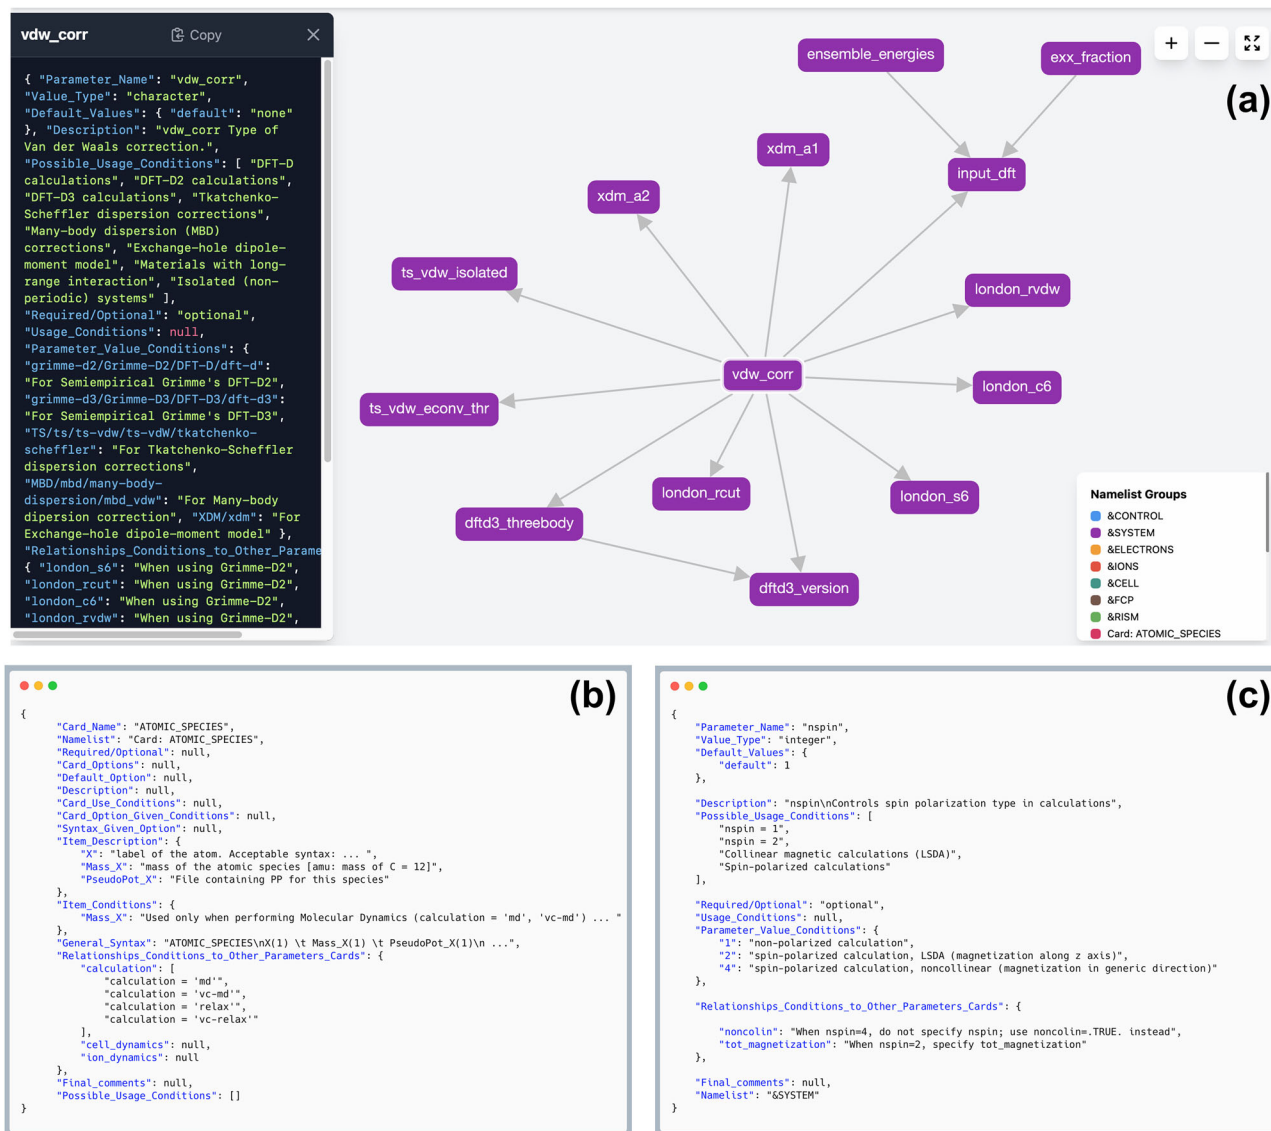 vdw_corr
Copy
{ "Parameter_Name": "vdw_corr",
"Value_Type": "character",
"Default_Values": { "default": "none"
}, "Description": "vdw_corr Type of
Van der Waals correction.",
"Possible_Usage_Conditions": [ "DFT-D
calculations", "DFT-D2 calculations",
"DFT-D3 calculations", "Tkatchenko-
Scheffler dispersion corrections",
"Many-body dispersion (MBD)
corrections", "Exchange-hole dipole-
moment model", "Materials with long-
range interaction", "Isolated (non-
periodic) systems" ],
"Required/Optional": "optional",
"Usage_Conditions": null,
"Parameter_Value_Conditions": {
"grimme-d2/Grimme-D2/DFT-D/dft-d":
"For Semiempirical Grimme's DFT-D2",
"grimme-d3/Grimme-D3/DFT-D3/dft-d3":
"For Semiempirical Grimme's DFT-D3",
"TS/ts/ts-vdw/ts-vdW/tkatchenko-
scheffler": "For Tkatchenko-Scheffler
dispersion corrections",
"MBD/mbd/many-body-
dispersion/mbd_vdw": "For Many-body
dipersion correction", "XDM/xdm": "For
Exchange-hole dipole-moment model" },
"Relationships_Conditions_to_Other_Parame
{ "london_s6": "When using Grimme-D2",
"london_rcut": "When using Grimme-D2",
"london_c6": "When using Grimme-D2",
"london_rvdw": "When using Grimme-D2",
ensemble_energies
exx_fraction
(a)
xdm_a1
input_dft
xdm_a2
ts_vdw_isolated
london_rvdw
vdw_corr
london_c6
ts_vdw_econv_thr
london_rcut
london_s6
dftd3_threebody
dftd3_version
Namelist Groups
&CONTROL
&SYSTEM
&ELECTRONS
&IONS
&CELL
&FCP
&RISM
Card: ATOMIC_SPECIES
(b)
{
"Card_Name": "ATOMIC_SPECIES",
"Namelist": "Card: ATOMIC_SPECIES",
"Required/Optional": null,
"Card_Options": null,
"Default_Option": null,
"Description": null,
"Card_Use_Conditions": null,
"Card_Option_Given_Conditions": null,
"Syntax_Given_Option": null,
"Item_Description": {
"X": "label of the atom. Acceptable syntax: ... ",
"Mass_X": "mass of the atomic species [amu: mass of C = 12]",
"PseudoPot_X": "File containing PP for this species"
},
"Item_Conditions": {
"Mass_X": "Used only when performing Molecular Dynamics (calculation = 'md', 'vc-md') ... "
},
"General_Syntax": "ATOMIC_SPECIES\nX(1) \t Mass_X(1) \t PseudoPot_X(1)\n ...",
"Relationships_Conditions_to_Other_Parameters_Cards": {
"calculation": [
"calculation = 'md'",
"calculation = 'vc-md'",
"calculation = 'relax'",
"calculation = 'vc-relax'"
],
"cell_dynamics": null,
"ion_dynamics": null
},
"Final_comments": null,
"Possible_Usage_Conditions": []
}
(c)
{
"Parameter_Name": "nspin",
"Value_Type": "integer",
"Default_Values": {
"default": 1
},
"Description": "nspin\nControls spin polarization type in calculations",
"Possible_Usage_Conditions": [
"nspin = 1",
"nspin = 2",
"Collinear magnetic calculations (LSDA)",
"Spin-polarized calculations"
],
"Required/Optional": "optional",
"Usage_Conditions": null,
"Parameter_Value_Conditions": {
"1": "non-polarized calculation",
"2": "spin-polarized calculation, LSDA (magnetization along z axis)",
"4": "spin-polarized calculation, noncollinear (magnetization in generic direction)"
},
"Relationships_Conditions_to_Other_Parameters_Cards": {
"noncolin": "When nspin=4, do not specify nspin; use noncolin=.TRUE. instead",
"tot_magnetization": "When nspin=2, specify tot_magnetization"
},
"Final_comments": null,
"Namelist": "&SYSTEM"
}